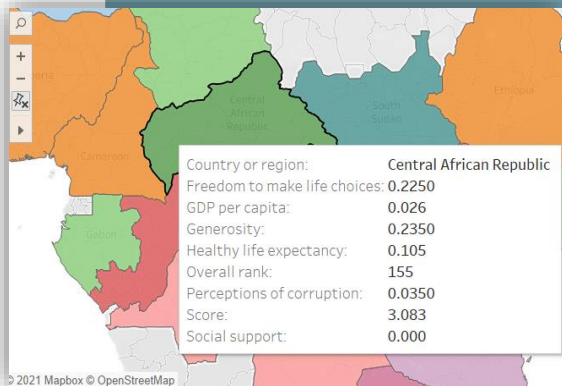 eria
Ethiopia
Central
African
Republic
South
Sudan
Cameroon
Gabon
Country or region: Central African Republic
Freedom to make life choices: 0.2250
GDP per capita: 0.026
Generosity: 0.2350
Healthy life expectancy: 0.105
Overall rank: 155
Perceptions of corruption: 0.0350
Score: 3.083
Social support: 0.000
© 2021 Mapbox © OpenStreetMap